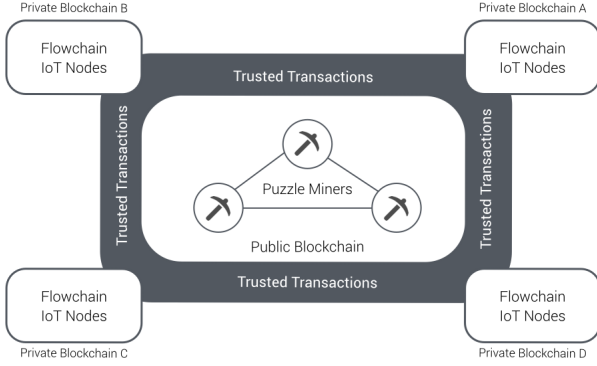 Private Blockchain B
Private Blockchain A
Flowchain
IoT Nodes
Flowchain
IoT Nodes
Trusted Transactions
Trusted Transactions
Trusted Transactions
Puzzle Miners
Public Blockchain
Trusted Transactions
Flowchain
IoT Nodes
Flowchain
IoT Nodes
Private Blockchain C
Private Blockchain D